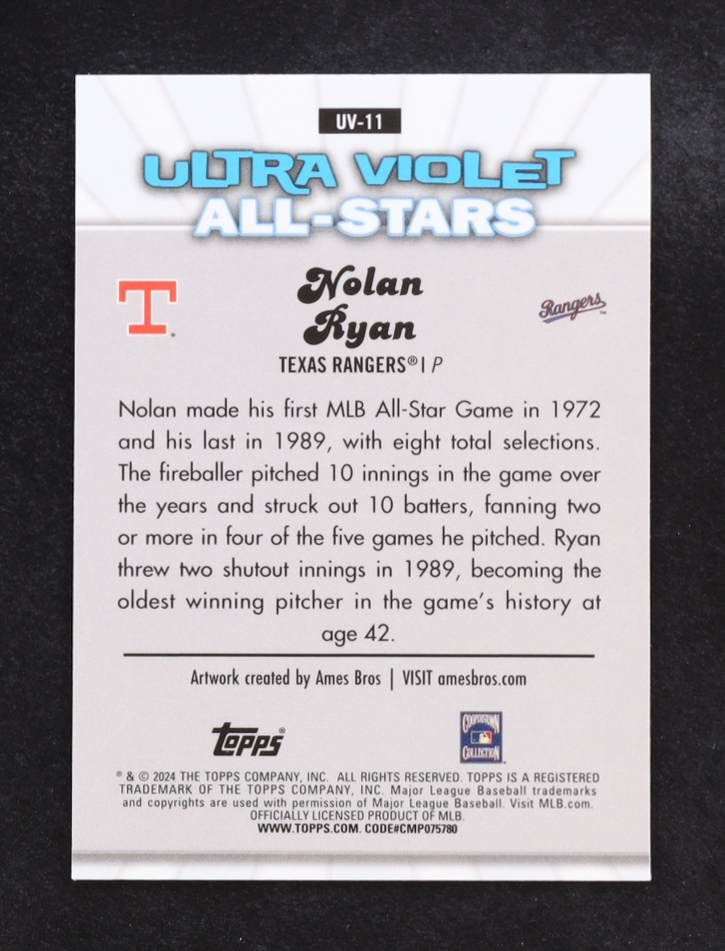 UV-11
ULTRA VIOLET
ALL-STARS
T
Nolan
Ryan
Rangers
TEXAS RANGERS® | P
Nolan made his first MLB All-Star Game in 1972
and his last in 1989, with eight total selections.
The fireballer pitched 10 innings in the game over
the years and struck out 10 batters, fanning two
or more in four of the five games he pitched. Ryan
threw two shutout innings in 1989, becoming the
oldest winning pitcher in the game's history at
age 42.
Artwork created by Ames Bros | VISIT amesbros.com
topps®
COOPERSTOWN
COLLECTION
® & © 2024 THE TOPPS COMPANY, INC. ALL RIGHTS RESERVED. TOPPS IS A REGISTERED
TRADEMARK OF THE TOPPS COMPANY, INC. Major League Baseball trademarks
and copyrights are used with permission of Major League Baseball. Visit MLB.com.
OFFICIALLY LICENSED PRODUCT OF MLB.
WWW.TOPPS.COM. CODE#CMP075780